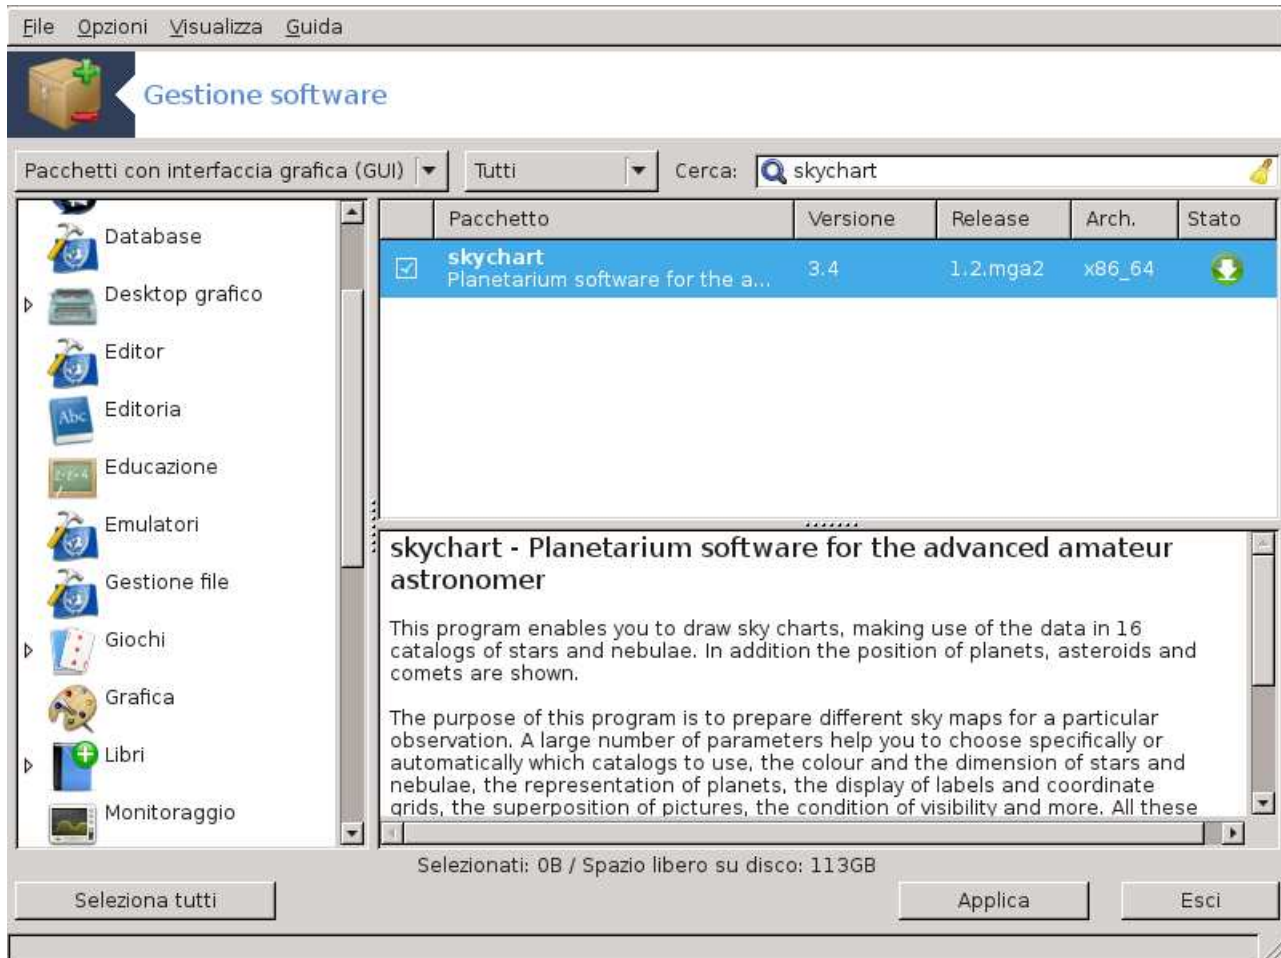 File Opzioni Visualizza Guida
Gestione software
Pacchetti con interfaccia grafica (GUI) Tutti Cerca: skychart
Database
Desktop grafico
Editor
Editoria
Educazione
Emulatori
Gestione file
Giochi
Grafica
Libri
Monitoraggio
Pacchetto Versione Release Arch. Stato
skychart
Planetarium software for the a... 3.4 1.2.mga2 x86_64
skychart - Planetarium software for the advanced amateur
astronomer
This program enables you to draw sky charts, making use of the data in 16
catalogs of stars and nebulae. In addition the position of planets, asteroids and
comets are shown.
The purpose of this program is to prepare different sky maps for a particular
observation. A large number of parameters help you to choose specifically or
automatically which catalogs to use, the colour and the dimension of stars and
nebulae, the representation of planets, the display of labels and coordinate
grids, the superposition of pictures, the condition of visibility and more. All these
Selezionati: 0B / Spazio libero su disco: 113GB
Seleziona tutti Applica Esci